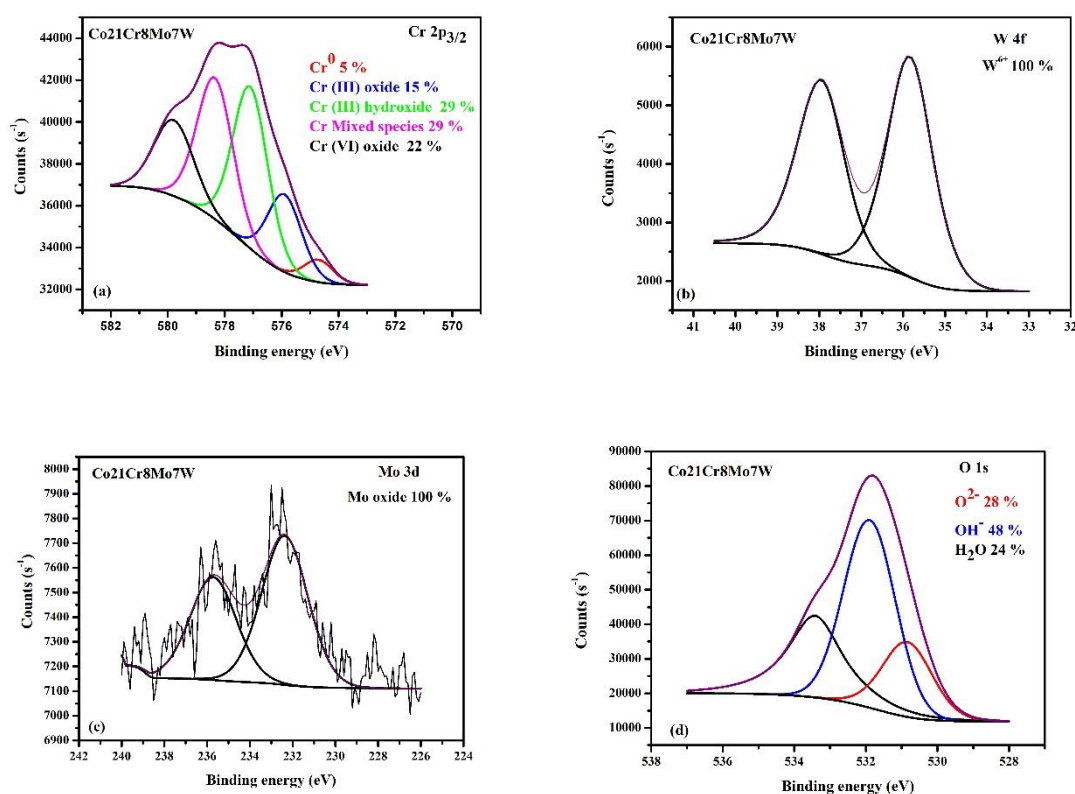 Co21Cr8Mo7W
Cr 2p3/2
Cr0 5 %
Cr (III) oxide 15 %
Cr (III) hydroxide 29 %
Cr Mixed species 29 %
Cr (VI) oxide 22 %
44000
42000
40000
38000
36000
34000
32000
Counts (s-1)
(a)
582 580 578 576 574 572 570
Binding energy (eV)
Co21Cr8Mo7W
W 4f
W6+ 100 %
6000
5000
4000
3000
2000
Counts (s-1)
(b)
41 40 39 38 37 36 35 34 33 32
Binding energy (eV)
Co21Cr8Mo7W
Mo 3d
Mo oxide 100 %
8000
7900
7800
7700
7600
7500
7400
7300
7200
7100
7000
6900
Counts (s-1)
(c)
242 240 238 236 234 232 230 228 226 224
Binding energy (eV)
Co21Cr8Mo7W
O 1s
O2- 28 %
OH- 48 %
H2O 24 %
90000
80000
70000
60000
50000
40000
30000
20000
10000
Counts (s-1)
(d)
538 536 534 532 530 528
Binding energy (eV)